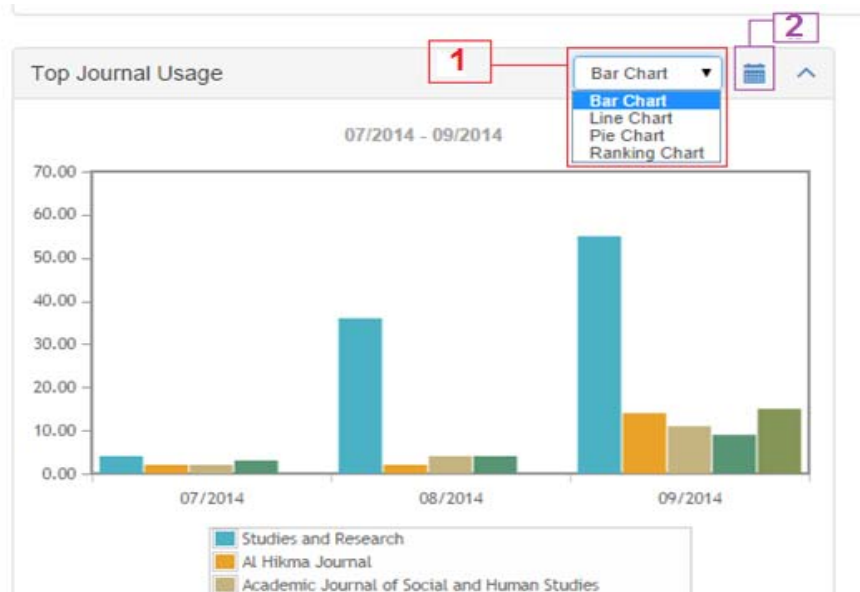 2
1
Top Journal Usage
Bar Chart
Bar Chart
Line Chart
Pie Chart
Ranking Chart
07/2014 - 09/2014
70.00
60.00
50.00
40.00
30.00
20.00
10.00
0.00
07/2014 08/2014 09/2014
Studies and Research
Al Hikma Journal
Academic Journal of Social and Human Studies